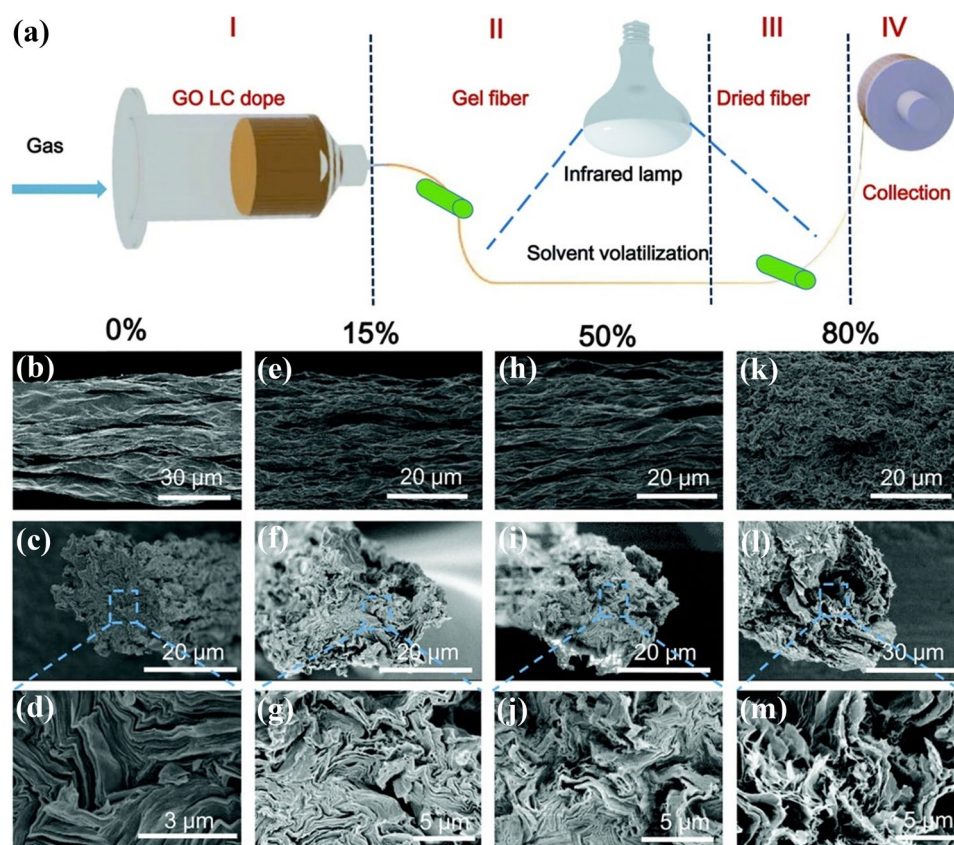 (a)
I
II
III
IV
GO LC dope
Gel fiber
Dried fiber
Gas
Infrared lamp
Collection
Solvent volatilization
0%
15%
50%
80%
(b)
30 μm
(e)
20 μm
(h)
20 μm
(k)
20 μm
(c)
20 μm
(f)
20 μm
(i)
20 μm
(l)
30 μm
(d)
3 μm
(g)
5 μm
(j)
5 μm
(m)
5 μm